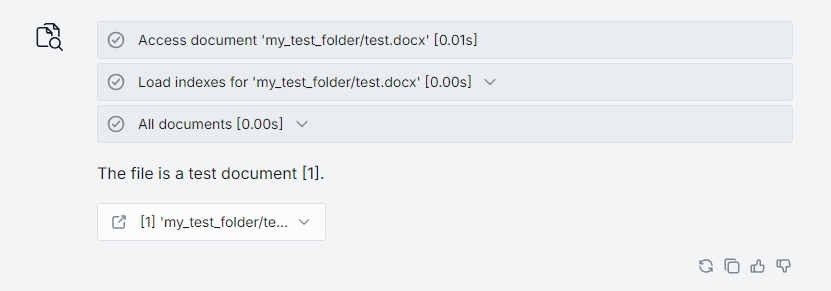 Access document 'my_test_folder/test.docx' [0.01s]
Load indexes for 'my_test_folder/test.docx' [0.00s]
All documents [0.00s]
The file is a test document [1].
[1] 'my_test_folder/te...